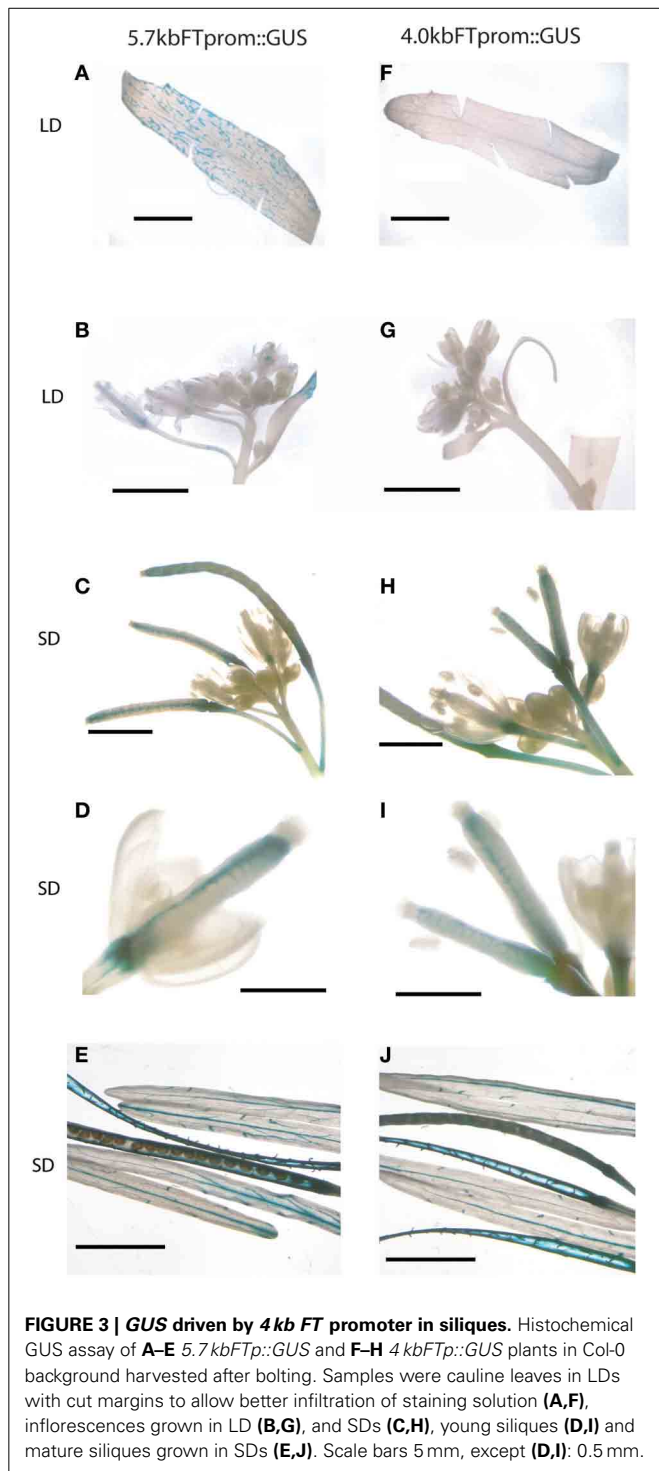 5.7kbFTprom::GUS 4.0kbFTprom::GUS
A F
LD
B G
LD
C H
SD
D I
SD
E J
SD
FIGURE 3 | GUS driven by 4 kb FT promoter in siliques. Histochemical
GUS assay of A–E 5.7 kbFTp::GUS and F–H 4 kbFTp::GUS plants in Col-0
background harvested after bolting. Samples were cauline leaves in LDs
with cut margins to allow better infiltration of staining solution (A,F),
inflorescences grown in LD (B,G), and SDs (C,H), young siliques (D,I) and
mature siliques grown in SDs (E,J). Scale bars 5 mm, except (D,I): 0.5 mm.